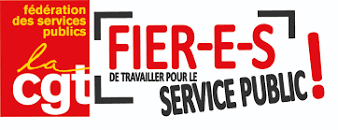 fédération
des services
publics
la
cgt
FIER-E-S
DE TRAVAILLER POUR LE
SERVICE PUBLIC !